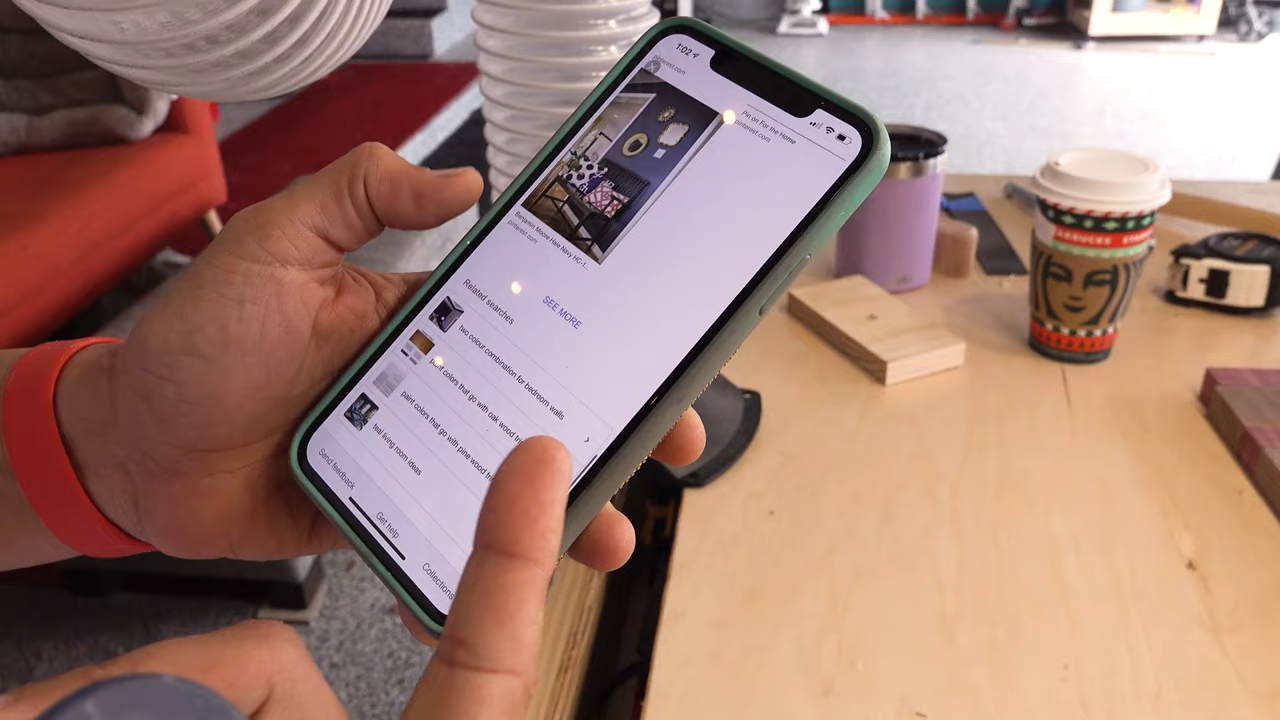 1:02
pinterest.com
Pin on For the Home
pinterest.com
Benjamin Moore Hale Navy HC-1...
pinterest.com
SEE MORE
Related searches
two colour combination for bedroom walls
paint colors that go with oak wood
paint colors that go with pine wood
teal living room ideas
Send feedback
Get help
Collections
STARBUCKS